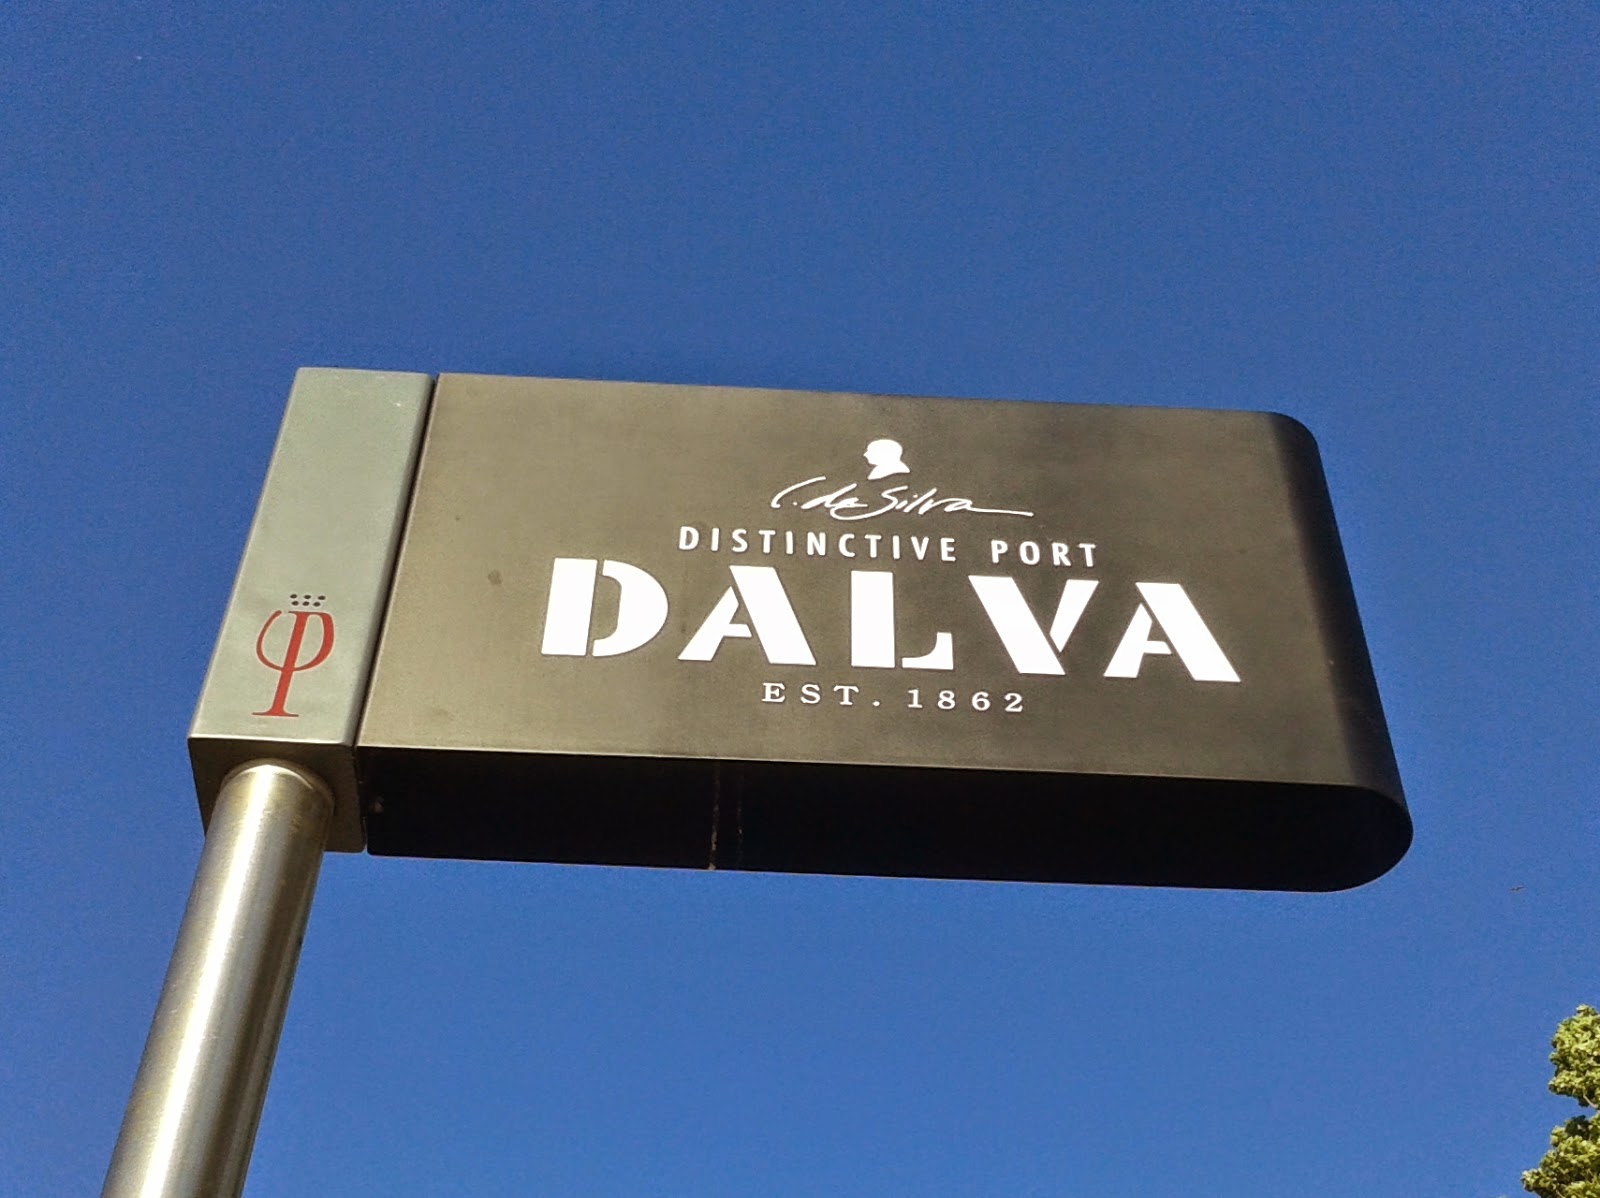 C. da Silva
DISTINCTIVE PORT
DALVA
EST. 1862
P